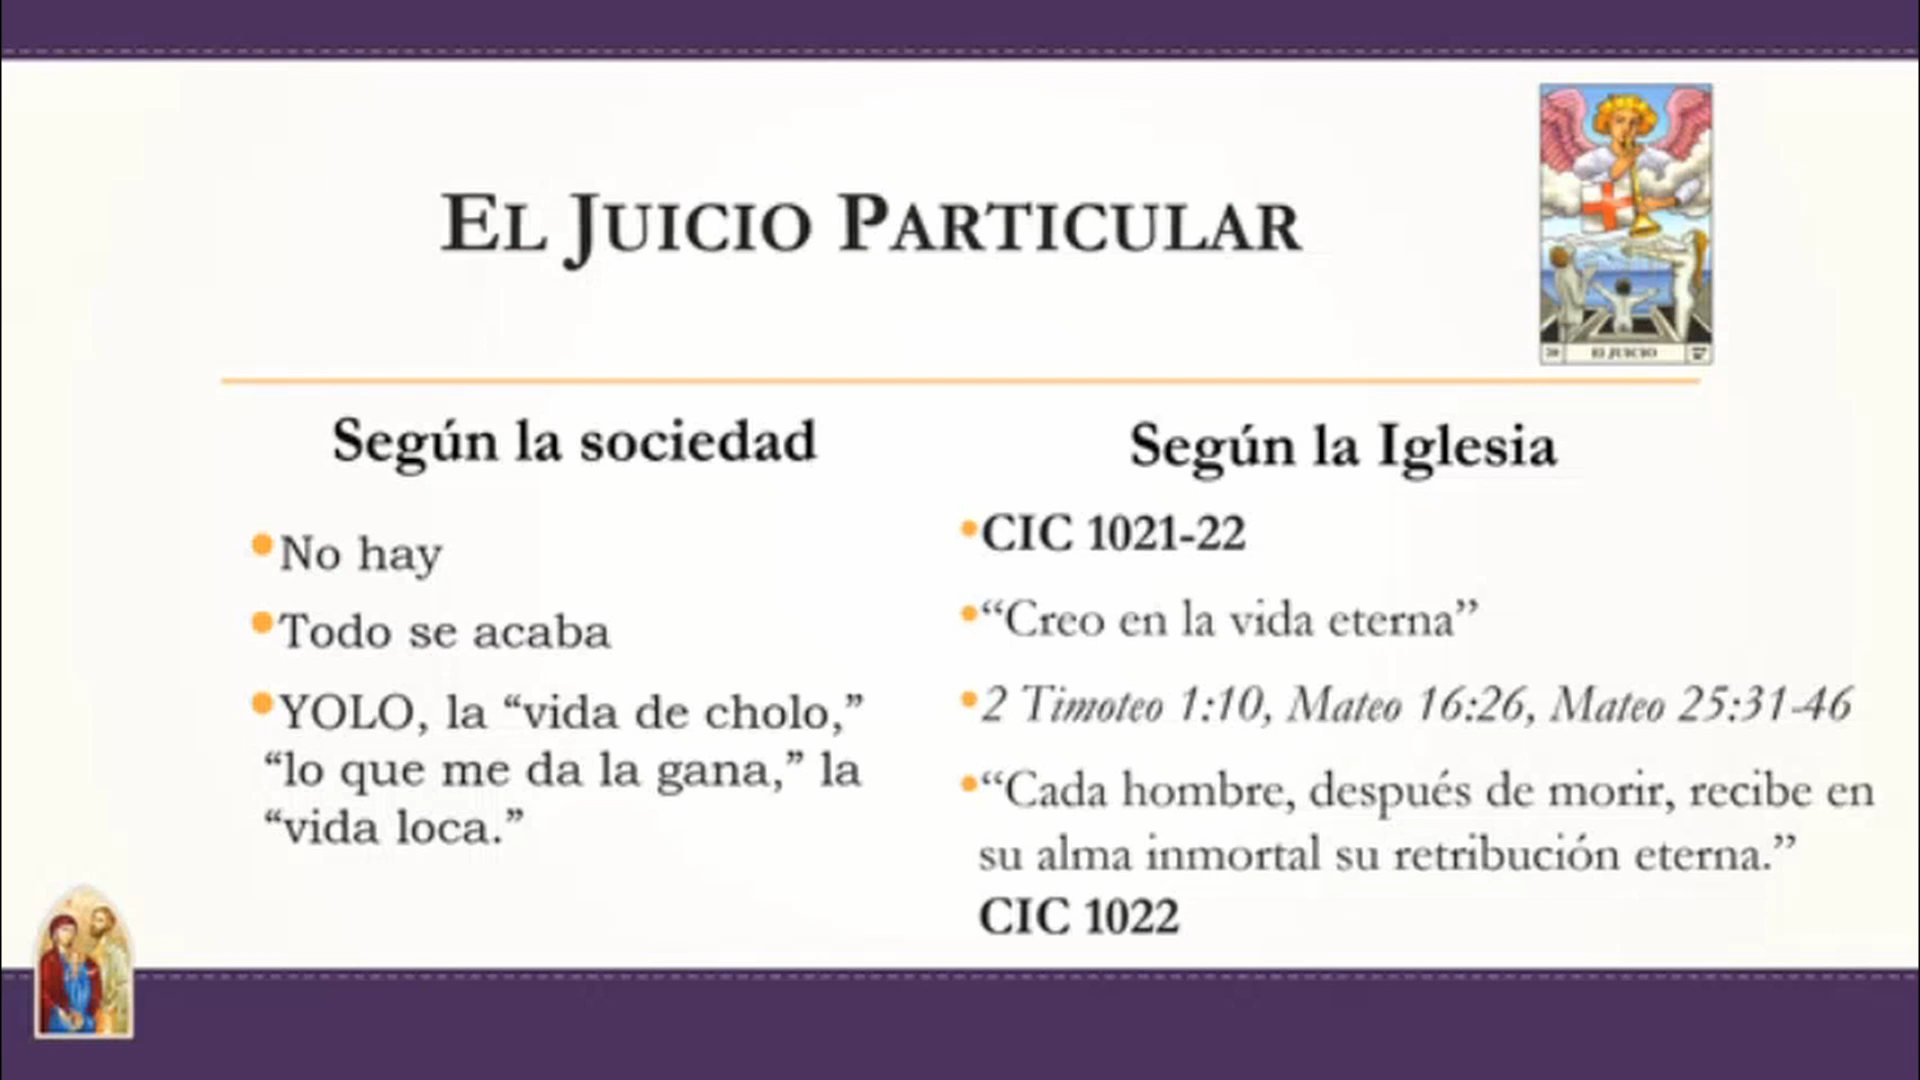 EL JUICIO PARTICULAR
EL JUICIO
Según la sociedad
•No hay
•Todo se acaba
•YOLO, la “vida de cholo,”
“lo que me da la gana,” la
“vida loca.”
Según la Iglesia
•CIC 1021-22
•“Creo en la vida eterna”
•2 Timoteo 1:10, Mateo 16:26, Mateo 25:31-46
•“Cada hombre, después de morir, recibe en
su alma inmortal su retribución eterna.”
CIC 1022